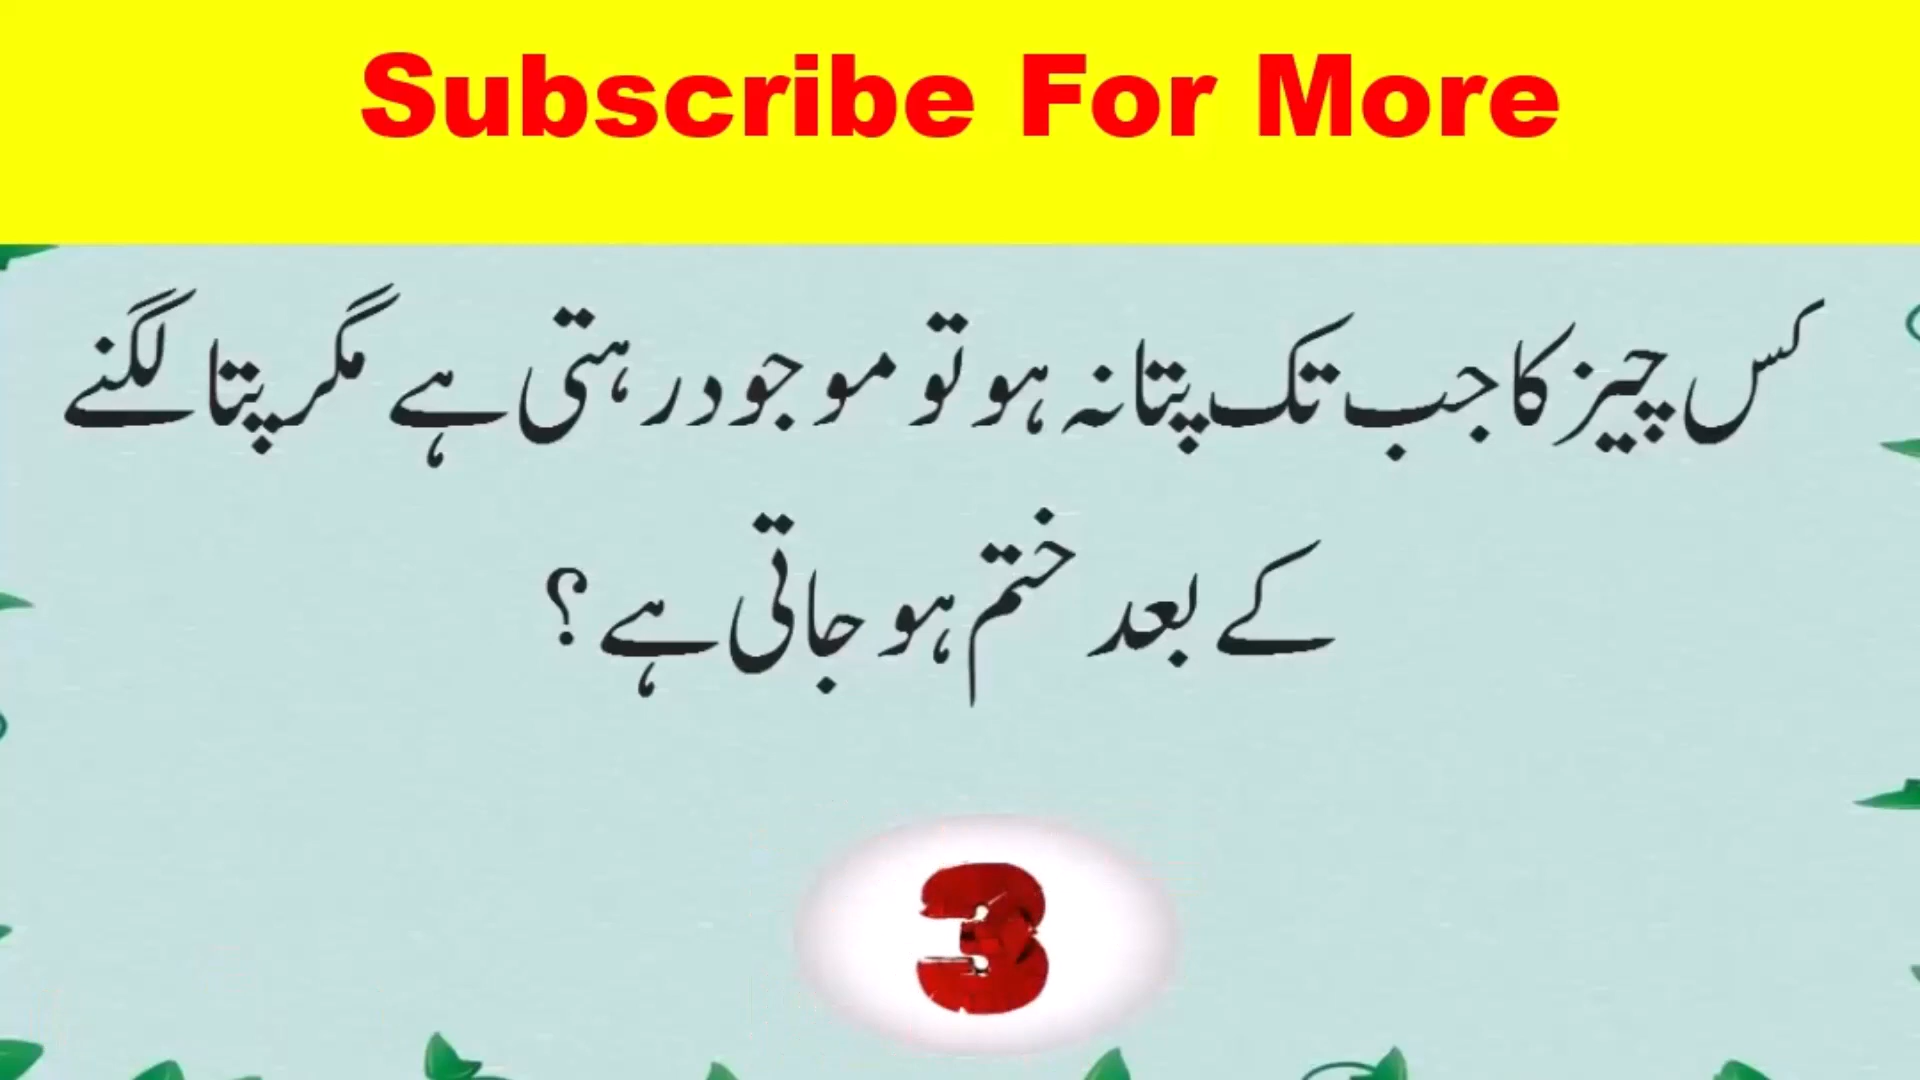 Subscribe For More
کس چیز کا جب تک پتا نہ ہو تو موجود رہتی ہے مگر پتا لگنے
کے بعد ختم ہو جاتی ہے؟
3